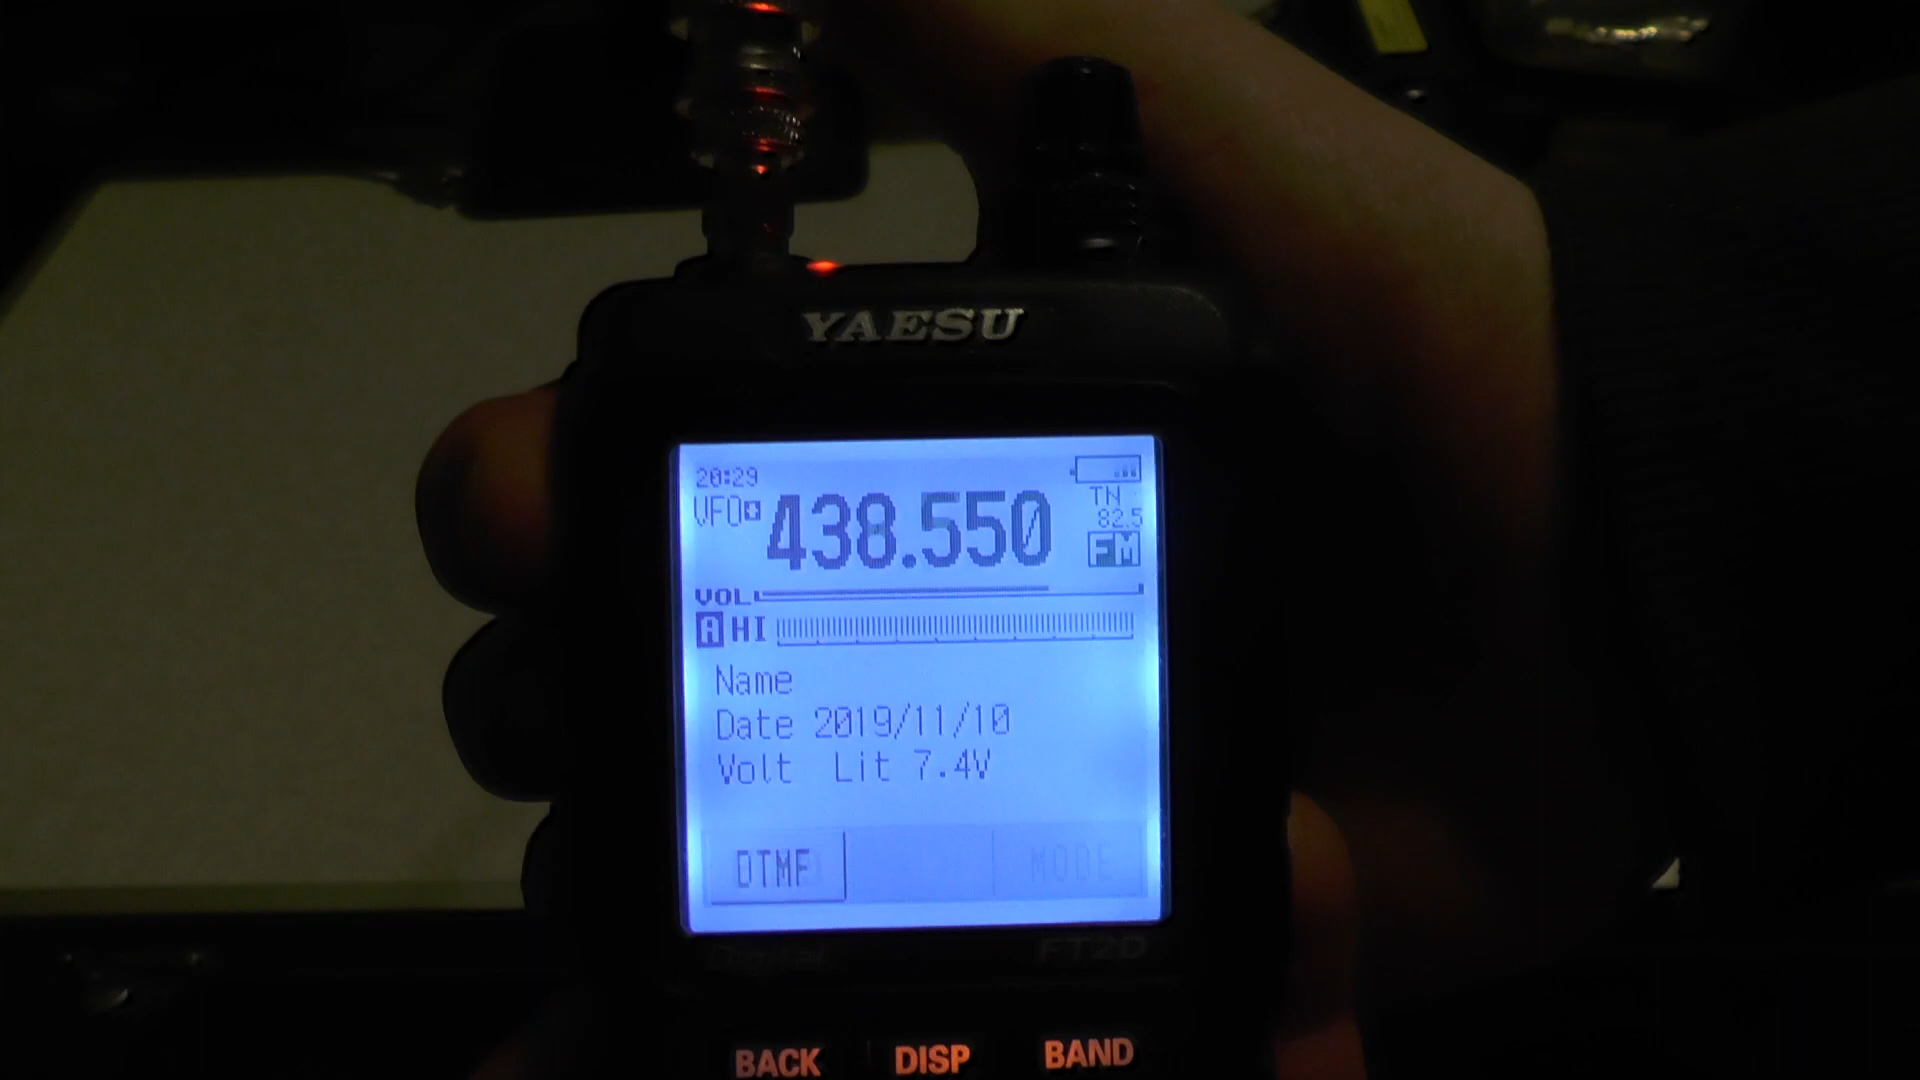 YAESU
20:29
VFO 438.550 TN 82.5
FM
VOL
A HI
Name
Date 2019/11/10
Volt Lit 7.4V
DTMF MODE
Digital FT2D
BACK DISP BAND